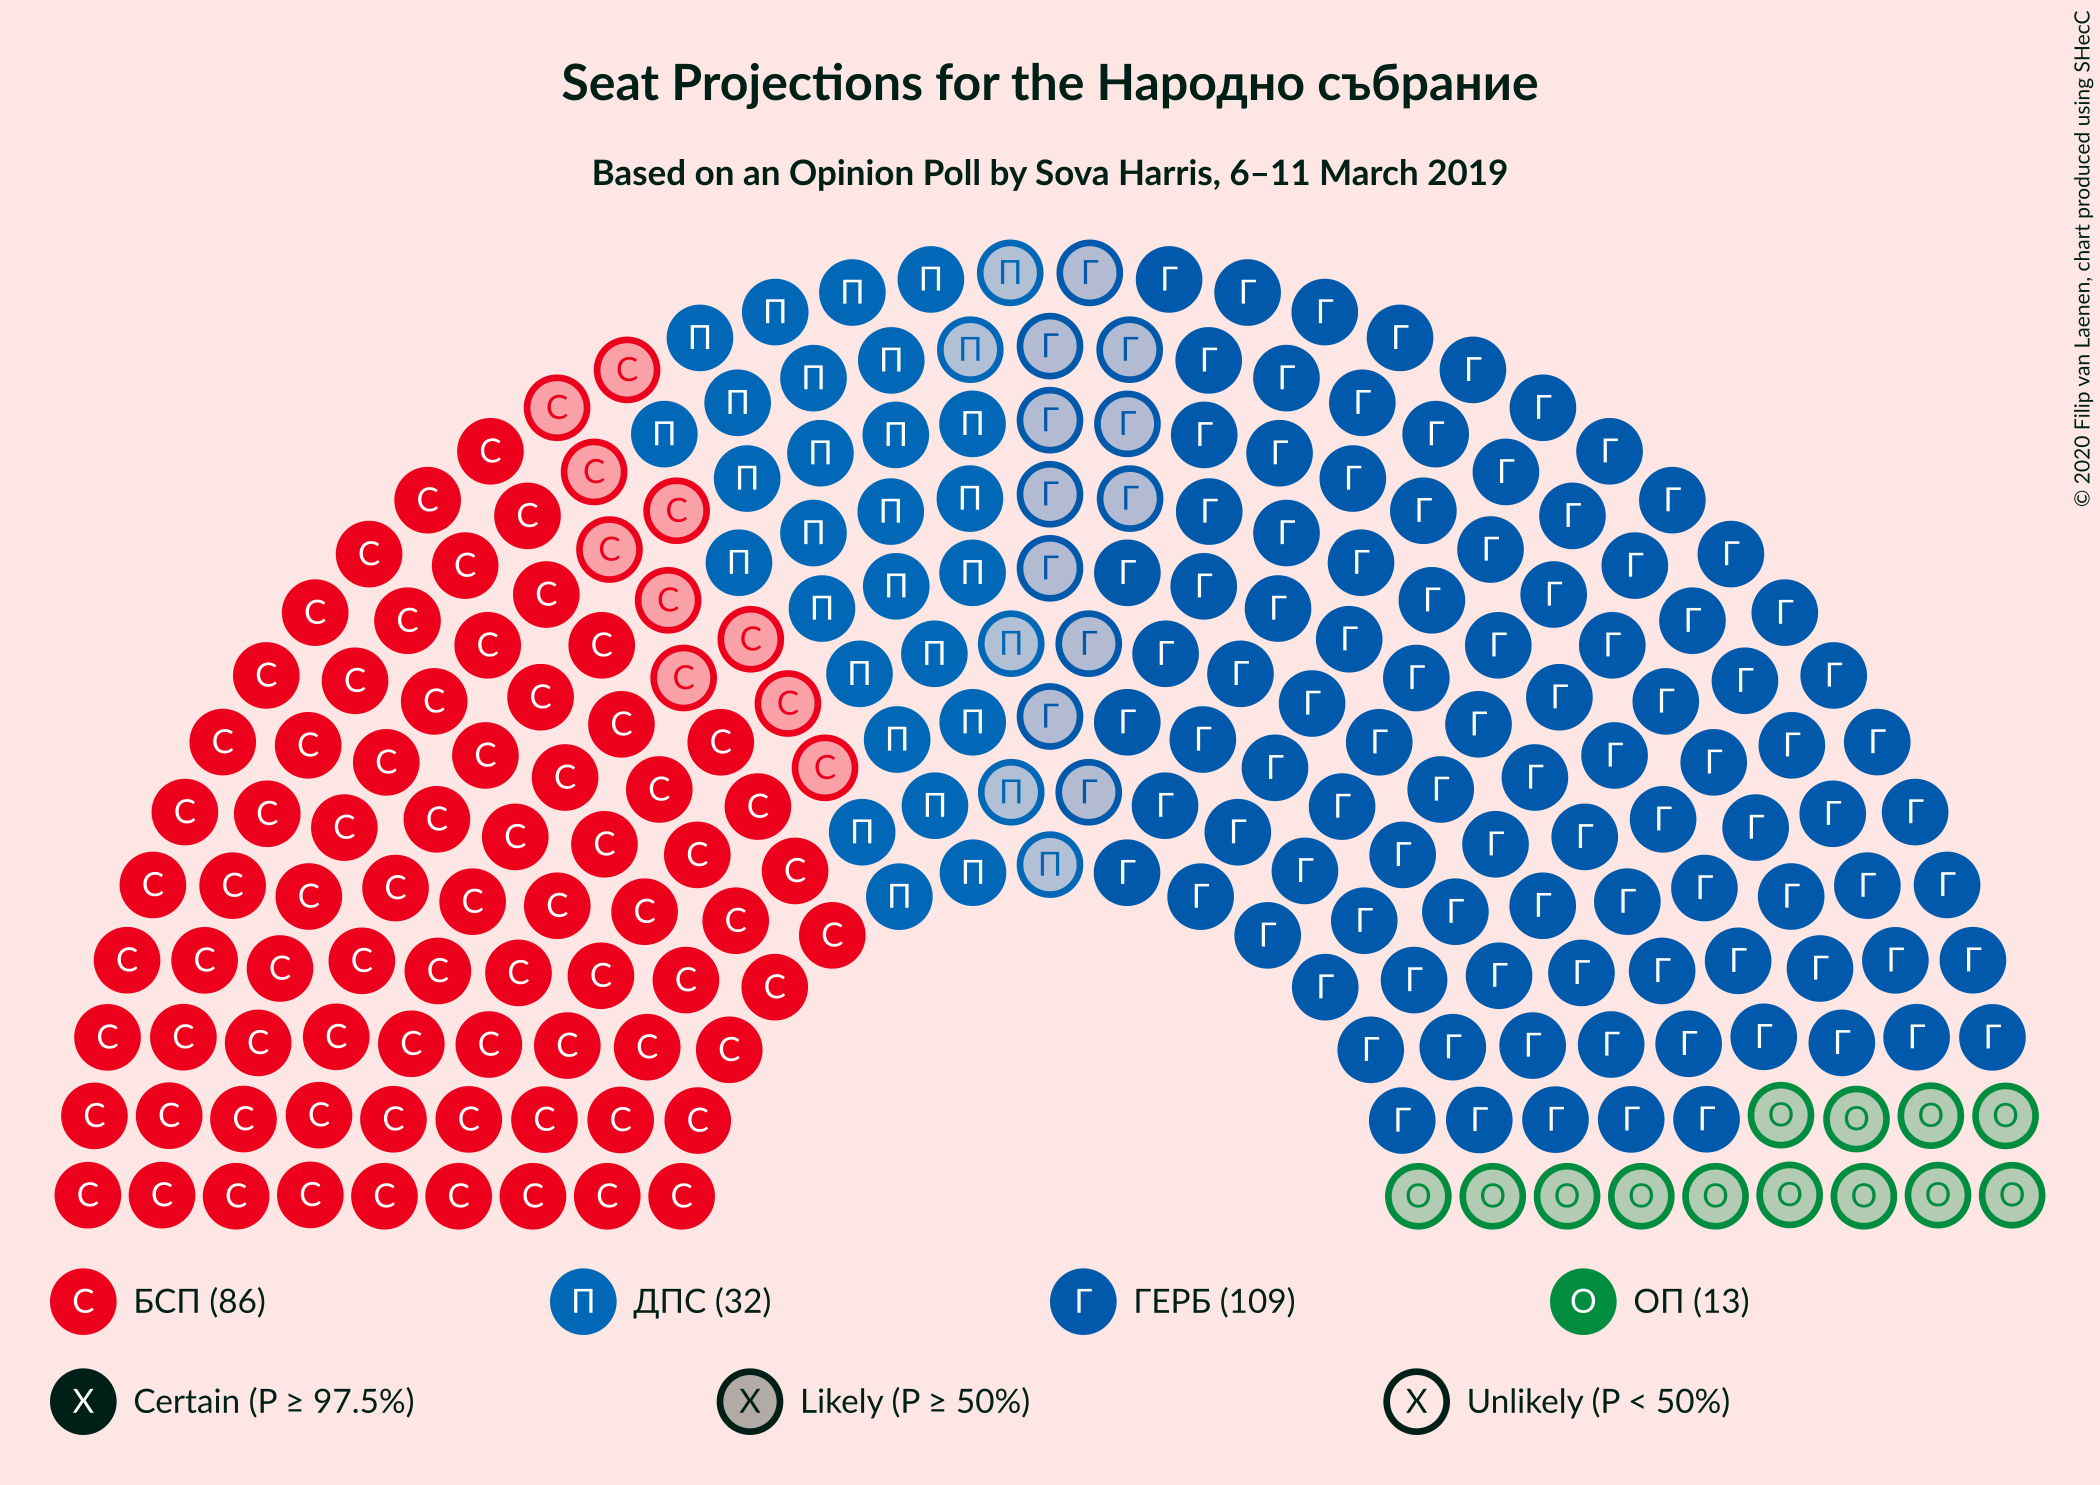 Seat Projections for the Народно събрание
Based on an Opinion Poll by Sova Harris, 6–11 March 2019
© 2020 Filip van Laenen, chart produced using SHecC
С БСП (86)
П ДПС (32)
Г ГЕРБ (109)
О ОП (13)
X Certain (P ≥ 97.5%)
X Likely (P ≥ 50%)
X Unlikely (P < 50%)